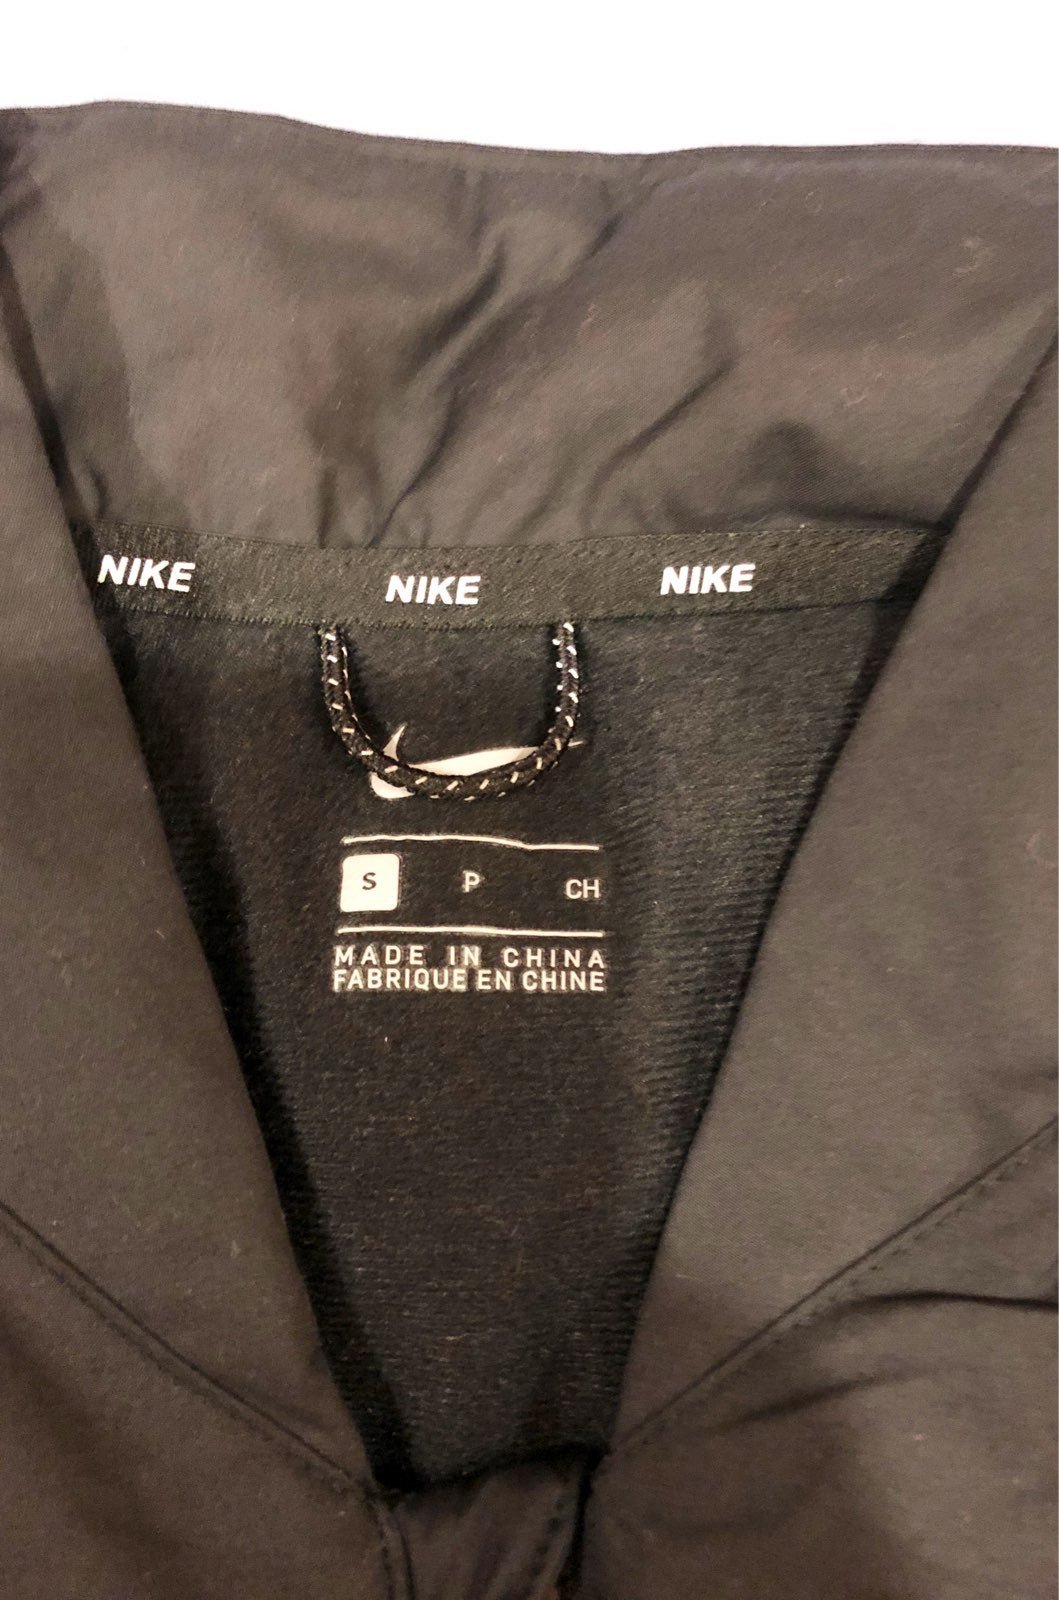 NIKE NIKE NIKE
S P CH
MADE IN CHINA
FABRIQUE EN CHINE